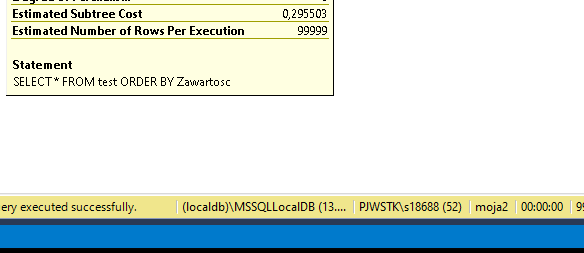 Estimated Subtree Cost 0,295503
Estimated Number of Rows Per Execution 99999
Statement
SELECT * FROM test ORDER BY Zawartosc
ery executed successfully. (localdb)\MSSQLLocalDB (13.... PJWSTK\s18688 (52) moja2 00:00:00